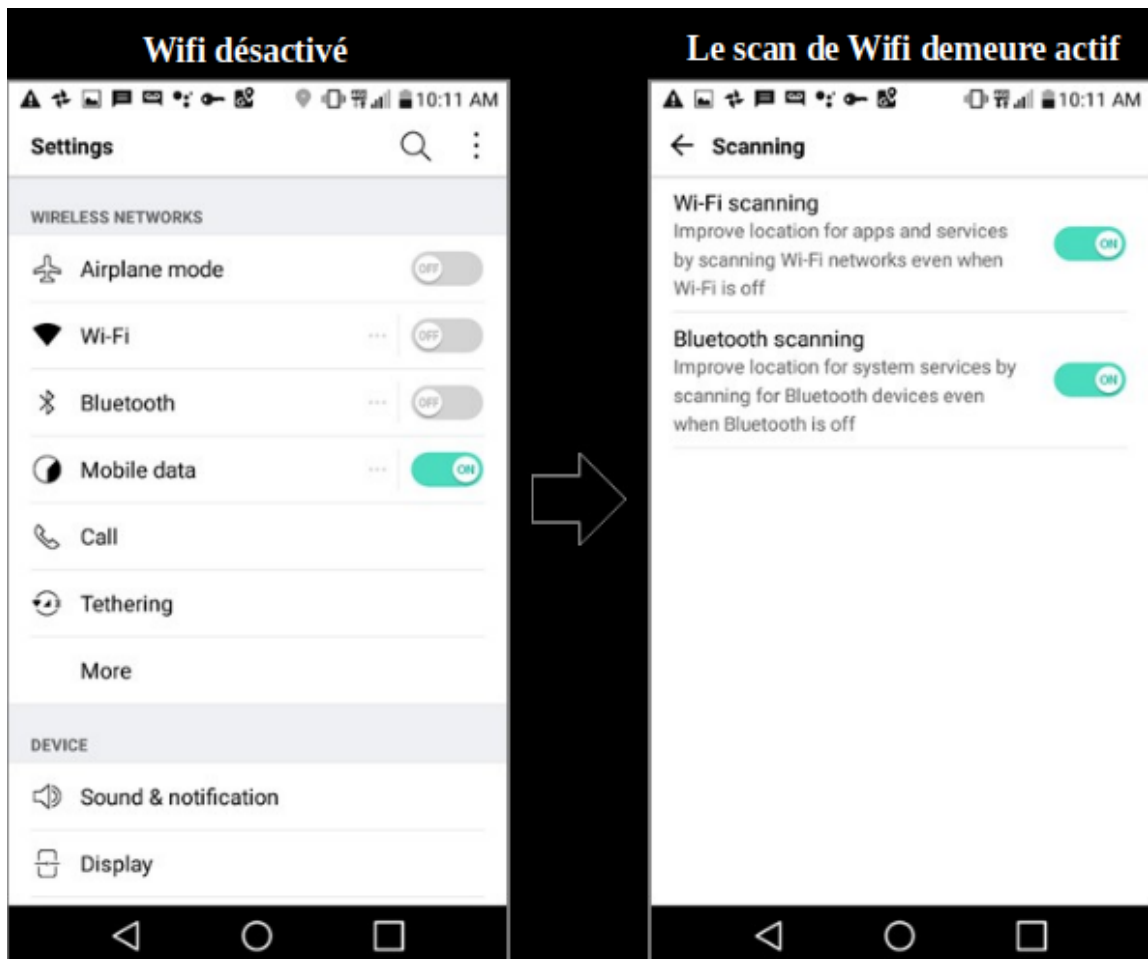 Wifi désactivé
10:11 AM
Settings
WIRELESS NETWORKS
Airplane mode OFF
Wi-Fi OFF
Bluetooth OFF
Mobile data ON
Call
Tethering
More
DEVICE
Sound & notification
Display
Le scan de Wifi demeure actif
10:11 AM
Scanning
Wi-Fi scanning
Improve location for apps and services
by scanning Wi-Fi networks even when
Wi-Fi is off
ON
Bluetooth scanning
Improve location for system services by
scanning for Bluetooth devices even
when Bluetooth is off
ON